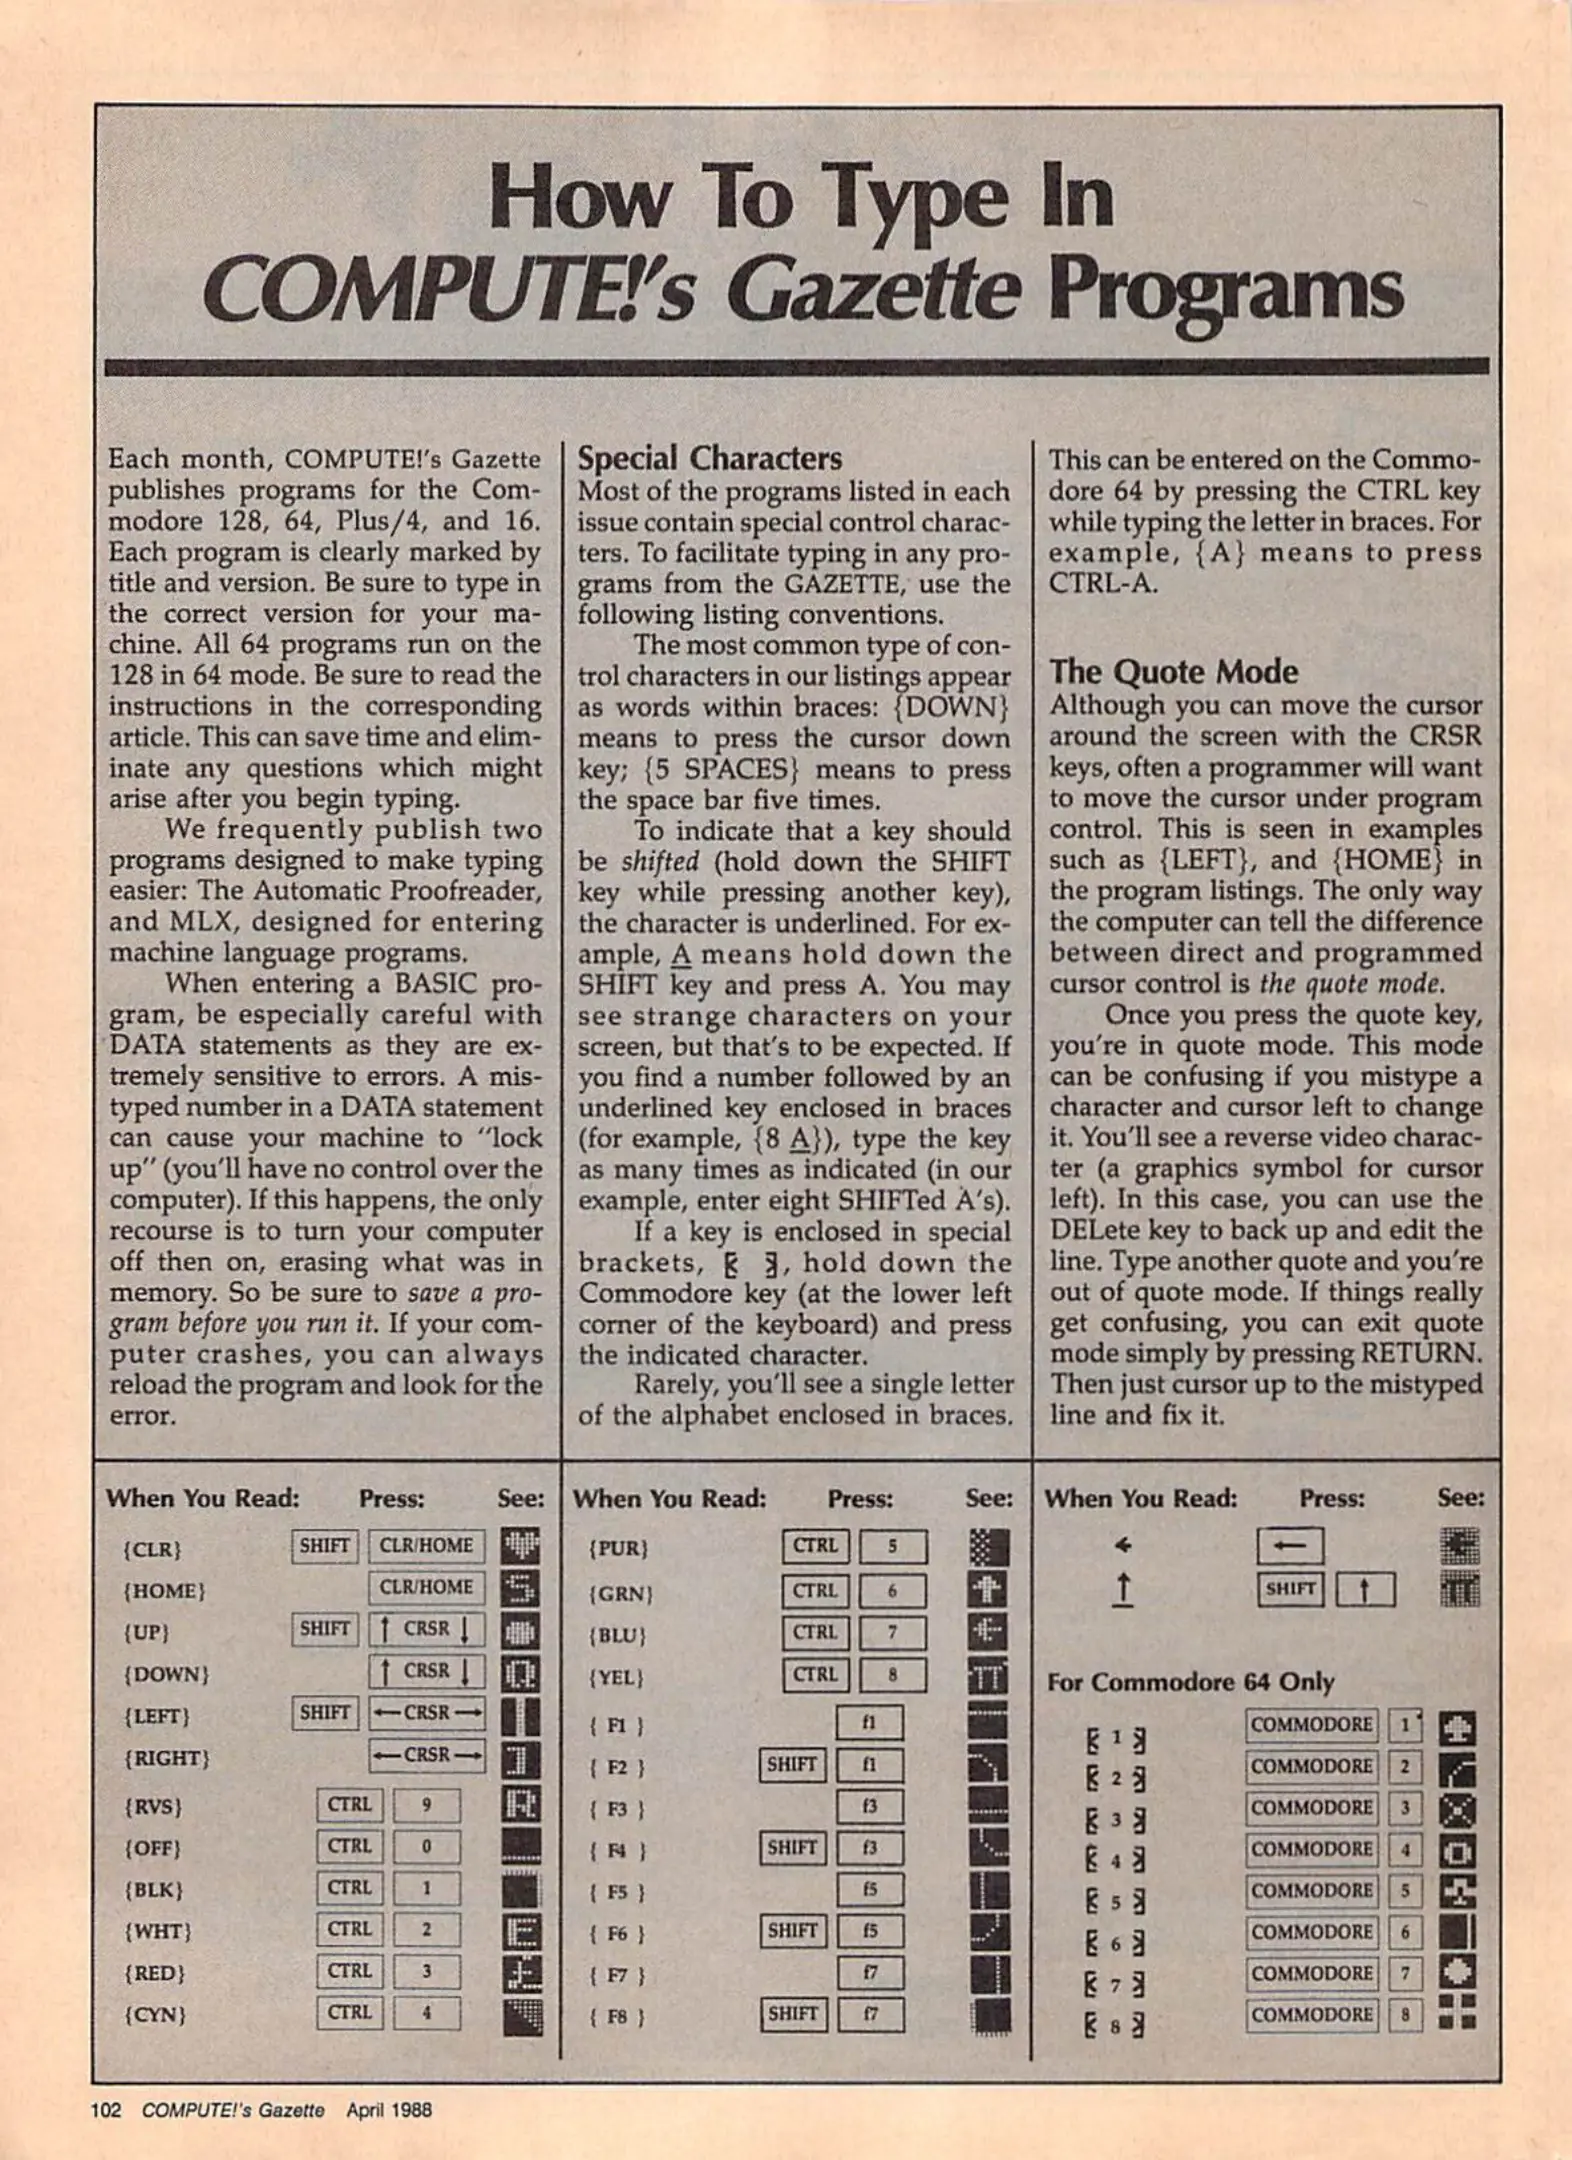 How To Type In
COMPUTE!'s Gazette Programs
Each month, COMPUTE!'s Gazette
publishes programs for the Com-
modore 128, 64, Plus/4, and 16.
Each program is clearly marked by
title and version. Be sure to type in
the correct version for your ma-
chine. All 64 programs run on the
128 in 64 mode. Be sure to read the
instructions in the corresponding
article. This can save time and elim-
inate any questions which might
arise after you begin typing.
We frequently publish two
programs designed to make typing
easier: The Automatic Proofreader,
and MLX, designed for entering
machine language programs.
When entering a BASIC pro-
gram, be especially careful with
DATA statements as they are ex-
tremely sensitive to errors. A mis-
typed number in a DATA statement
can cause your machine to "lock
up" (you'll have no control over the
computer). If this happens, the only
recourse is to turn your computer
off then on, erasing what was in
memory. So be sure to save a pro-
gram before you run it. If your com-
puter crashes, you can always
reload the program and look for the
error.
Special Characters
Most of the programs listed in each
issue contain special control charac-
ters. To facilitate typing in any pro-
grams from the GAZETTE, use the
following listing conventions.
The most common type of con-
trol characters in our listings appear
as words within braces: {DOWN}
means to press the cursor down
key; {5 SPACES} means to press
the space bar five times.
To indicate that a key should
be shifted (hold down the SHIFT
key while pressing another key),
the character is underlined. For ex-
ample, A means hold down the
SHIFT key and press A. You may
see strange characters on your
screen, but that's to be expected. If
you find a number followed by an
underlined key enclosed in braces
(for example, {8 A}), type the key
as many times as indicated (in our
example, enter eight SHIFTed A's).
If a key is enclosed in special
brackets, [< >], hold down the
Commodore key (at the lower left
corner of the keyboard) and press
the indicated character.
Rarely, you'll see a single letter
of the alphabet enclosed in braces.
This can be entered on the Commo-
dore 64 by pressing the CTRL key
while typing the letter in braces. For
example, {A} means to press
CTRL-A.
The Quote Mode
Although you can move the cursor
around the screen with the CRSR
keys, often a programmer will want
to move the cursor under program
control. This is seen in examples
such as {LEFT}, and {HOME} in
the program listings. The only way
the computer can tell the difference
between direct and programmed
cursor control is the quote mode.
Once you press the quote key,
you're in quote mode. This mode
can be confusing if you mistype a
character and cursor left to change
it. You'll see a reverse video charac-
ter (a graphics symbol for cursor
left). In this case, you can use the
DELete key to back up and edit the
line. Type another quote and you're
out of quote mode. If things really
get confusing, you can exit quote
mode simply by pressing RETURN.
Then just cursor up to the mistyped
line and fix it.
When You Read: Press: See:
{CLR} SHIFT CLR/HOME
{HOME} CLR/HOME
{UP} SHIFT ↑ CRSR ↓
{DOWN} ↑ CRSR ↓
{LEFT} SHIFT ← CRSR →
{RIGHT} ← CRSR →
{RVS} CTRL 9
{OFF} CTRL 0
{BLK} CTRL 1
{WHT} CTRL 2
{RED} CTRL 3
{CYN} CTRL 4
When You Read: Press: See:
{PUR} CTRL 5
{GRN} CTRL 6
{BLU} CTRL 7
{YEL} CTRL 8
{ F1 } f1
{ F2 } SHIFT f1
{ F3 } f3
{ F4 } SHIFT f3
{ F5 } f5
{ F6 } SHIFT f5
{ F7 } f7
{ F8 } SHIFT f7
When You Read: Press: See:
← ←
↑ SHIFT ↑
For Commodore 64 Only
[< 1 >] COMMODORE 1
[< 2 >] COMMODORE 2
[< 3 >] COMMODORE 3
[< 4 >] COMMODORE 4
[< 5 >] COMMODORE 5
[< 6 >] COMMODORE 6
[< 7 >] COMMODORE 7
[< 8 >] COMMODORE 8
102 COMPUTE!'s Gazette April 1988